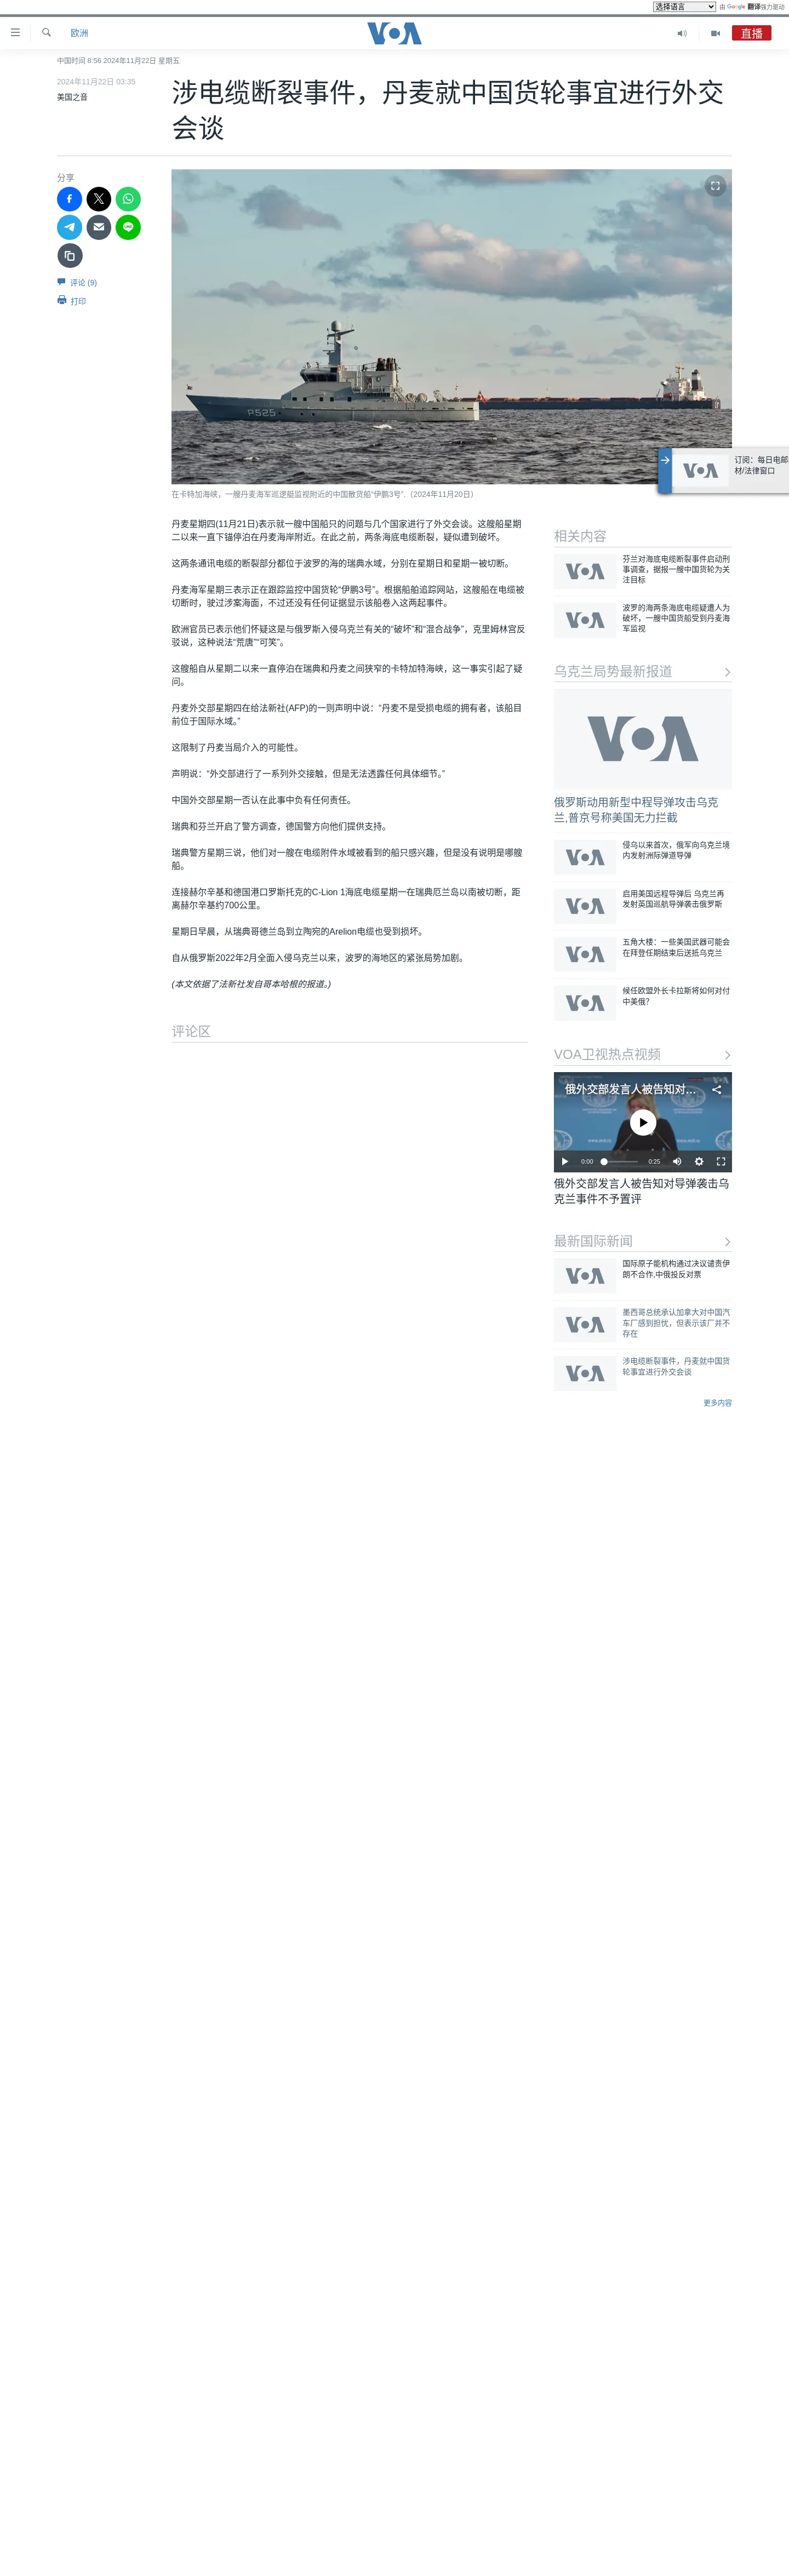 选择语言
由 Google 翻译强力驱动
欧洲
VOA
直播
中国时间 8:56 2024年11月22日 星期五
2024年11月22日 03:35
美国之音
涉电缆断裂事件，丹麦就中国货轮事宜进行外交
会谈
分享
评论 (9)
打印
P525
在卡特加海峡，一艘丹麦海军巡逻艇监视附近的中国散货船“伊鹏3号”.（2024年11月20日）
订阅：每日电邮
材/法律窗口
丹麦星期四(11月21日)表示就一艘中国船只的问题与几个国家进行了外交会谈。这艘船星期
二以来一直下锚停泊在丹麦海岸附近。在此之前，两条海底电缆断裂，疑似遭到破坏。
这两条通讯电缆的断裂部分都位于波罗的海的瑞典水域，分别在星期日和星期一被切断。
丹麦海军星期三表示正在跟踪监控中国货轮“伊鹏3号”。根据船舶追踪网站，这艘船在电缆被
切断时，驶过涉案海面，不过还没有任何证据显示该船卷入这两起事件。
欧洲官员已表示他们怀疑这是与俄罗斯入侵乌克兰有关的“破坏”和“混合战争”，克里姆林宫反
驳说，这种说法“荒唐”“可笑”。
这艘船自从星期二以来一直停泊在瑞典和丹麦之间狭窄的卡特加特海峡，这一事实引起了疑
问。
丹麦外交部星期四在给法新社(AFP)的一则声明中说：“丹麦不是受损电缆的拥有者，该船目
前位于国际水域。”
这限制了丹麦当局介入的可能性。
声明说：“外交部进行了一系列外交接触，但是无法透露任何具体细节。”
中国外交部星期一否认在此事中负有任何责任。
瑞典和芬兰开启了警方调查，德国警方向他们提供支持。
瑞典警方星期三说，他们对一艘在电缆附件水域被看到的船只感兴趣，但是没有说明是哪艘
船。
连接赫尔辛基和德国港口罗斯托克的C-Lion 1海底电缆星期一在瑞典厄兰岛以南被切断，距
离赫尔辛基约700公里。
星期日早晨，从瑞典哥德兰岛到立陶宛的Arelion电缆也受到损坏。
自从俄罗斯2022年2月全面入侵乌克兰以来，波罗的海地区的紧张局势加剧。
(本文依据了法新社发自哥本哈根的报道。)
评论区
相关内容
VOA
芬兰对海底电缆断裂事件启动刑
事调查，据报一艘中国货轮为关
注目标
VOA
波罗的海两条海底电缆疑遭人为
破坏，一艘中国货船受到丹麦海
军监视
乌克兰局势最新报道
VOA
俄罗斯动用新型中程导弹攻击乌克
兰,普京号称美国无力拦截
VOA
侵乌以来首次，俄军向乌克兰境
内发射洲际弹道导弹
VOA
启用美国远程导弹后 乌克兰再
发射英国巡航导弹袭击俄罗斯
VOA
五角大楼：一些美国武器可能会
在拜登任期结束后送抵乌克兰
VOA
候任欧盟外长卡拉斯将如何对付
中美俄?
VOA卫视热点视频
俄外交部发言人被告知对...
0:00
0:25
俄外交部发言人被告知对导弹袭击乌
克兰事件不予置评
最新国际新闻
VOA
国际原子能机构通过决议谴责伊
朗不合作,中俄投反对票
VOA
墨西哥总统承认加拿大对中国汽
车厂感到担忧，但表示该厂并不
存在
VOA
涉电缆断裂事件，丹麦就中国货
轮事宜进行外交会谈
更多内容